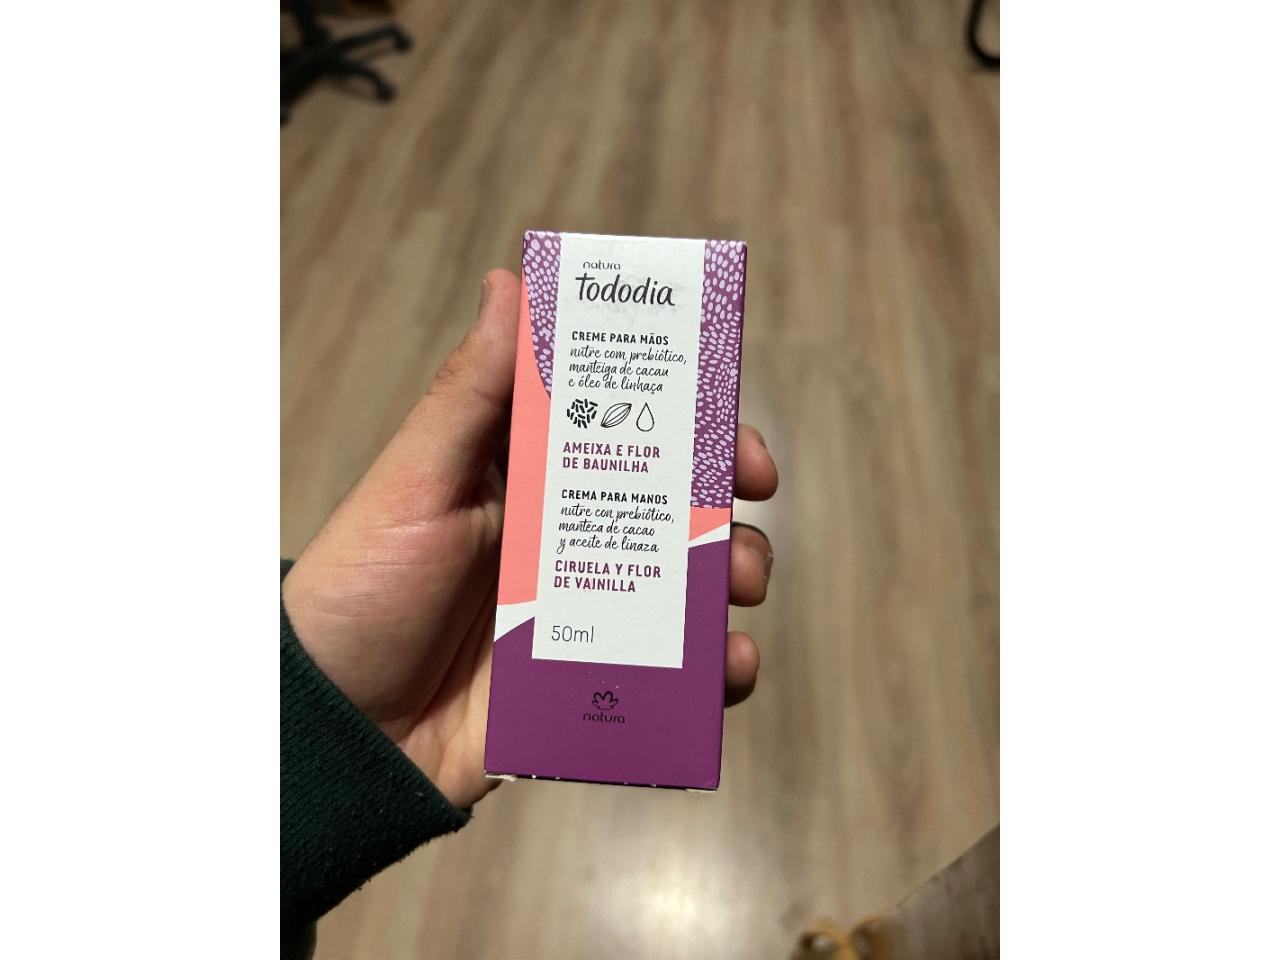 natura
tododia
CREME PARA MÃOS
nutre com prebiótico,
manteiga de cacau
e óleo de linhaça
AMEIXA E FLOR
DE BAUNILHA
CREMA PARA MANOS
nutre con prebiótico,
manteca de cacao
y aceite de linaza
CIRUELA Y FLOR
DE VAINILLA
50ml
natura